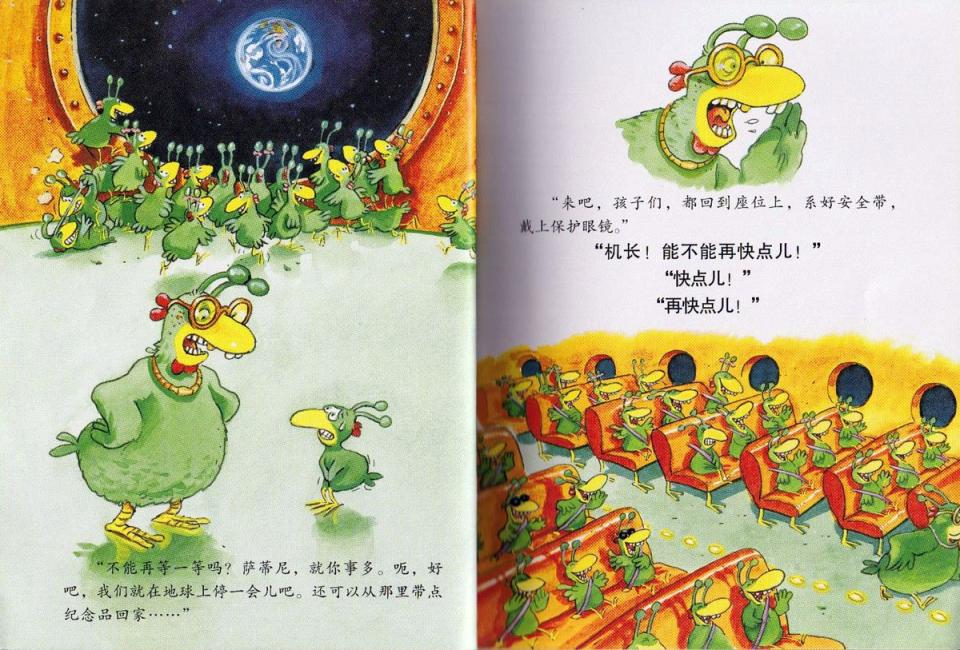 “不能再等一等吗？萨蒂尼，就你事多。呃，好
吧，我们就在地球上停一会儿吧。还可以从那里带点
纪念品回家……”
“来吧，孩子们，都回到座位上，系好安全带，
戴上保护眼镜。”
“机长！能不能再快点儿！”
“快点儿！”
“再快点儿！”